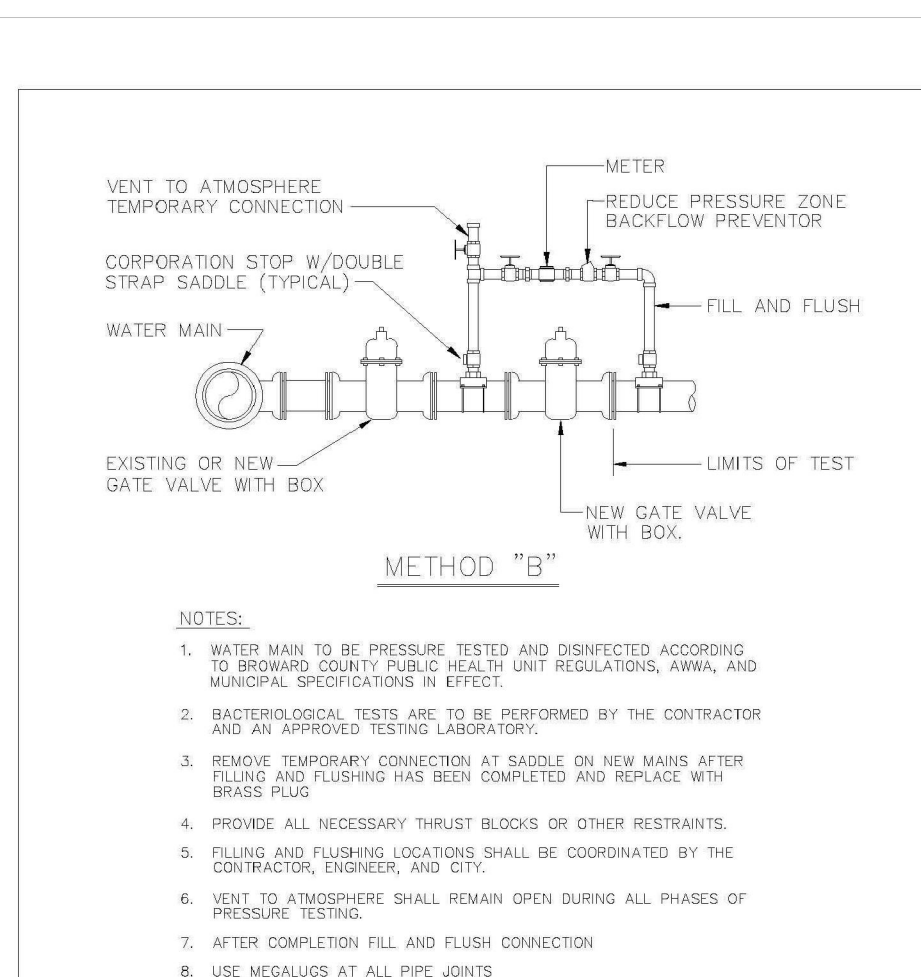 METER
VENT TO ATMOSPHERE
TEMPORARY CONNECTION
REDUCE PRESSURE ZONE
BACKFLOW PREVENTOR
CORPORATION STOP W/DOUBLE
STRAP SADDLE (TYPICAL)
FILL AND FLUSH
WATER MAIN
EXISTING OR NEW
GATE VALVE WITH BOX
LIMITS OF TEST
NEW GATE VALVE
WITH BOX.
METHOD "B"
NOTES:
1. WATER MAIN TO BE PRESSURE TESTED AND DISINFECTED ACCORDING
TO BROWARD COUNTY PUBLIC HEALTH UNIT REGULATIONS, AWWA, AND
MUNICIPAL SPECIFICATIONS IN EFFECT.
2. BACTERIOLOGICAL TESTS ARE TO BE PERFORMED BY THE CONTRACTOR
AND AN APPROVED TESTING LABORATORY.
3. REMOVE TEMPORARY CONNECTION AT SADDLE ON NEW MAINS AFTER
FILLING AND FLUSHING HAS BEEN COMPLETED AND REPLACE WITH
BRASS PLUG
4. PROVIDE ALL NECESSARY THRUST BLOCKS OR OTHER RESTRAINTS.
5. FILLING AND FLUSHING LOCATIONS SHALL BE COORDINATED BY THE
CONTRACTOR, ENGINEER, AND CITY.
6. VENT TO ATMOSPHERE SHALL REMAIN OPEN DURING ALL PHASES OF
PRESSURE TESTING.
7. AFTER COMPLETION FILL AND FLUSH CONNECTION
8. USE MEGALUGS AT ALL PIPE JOINTS